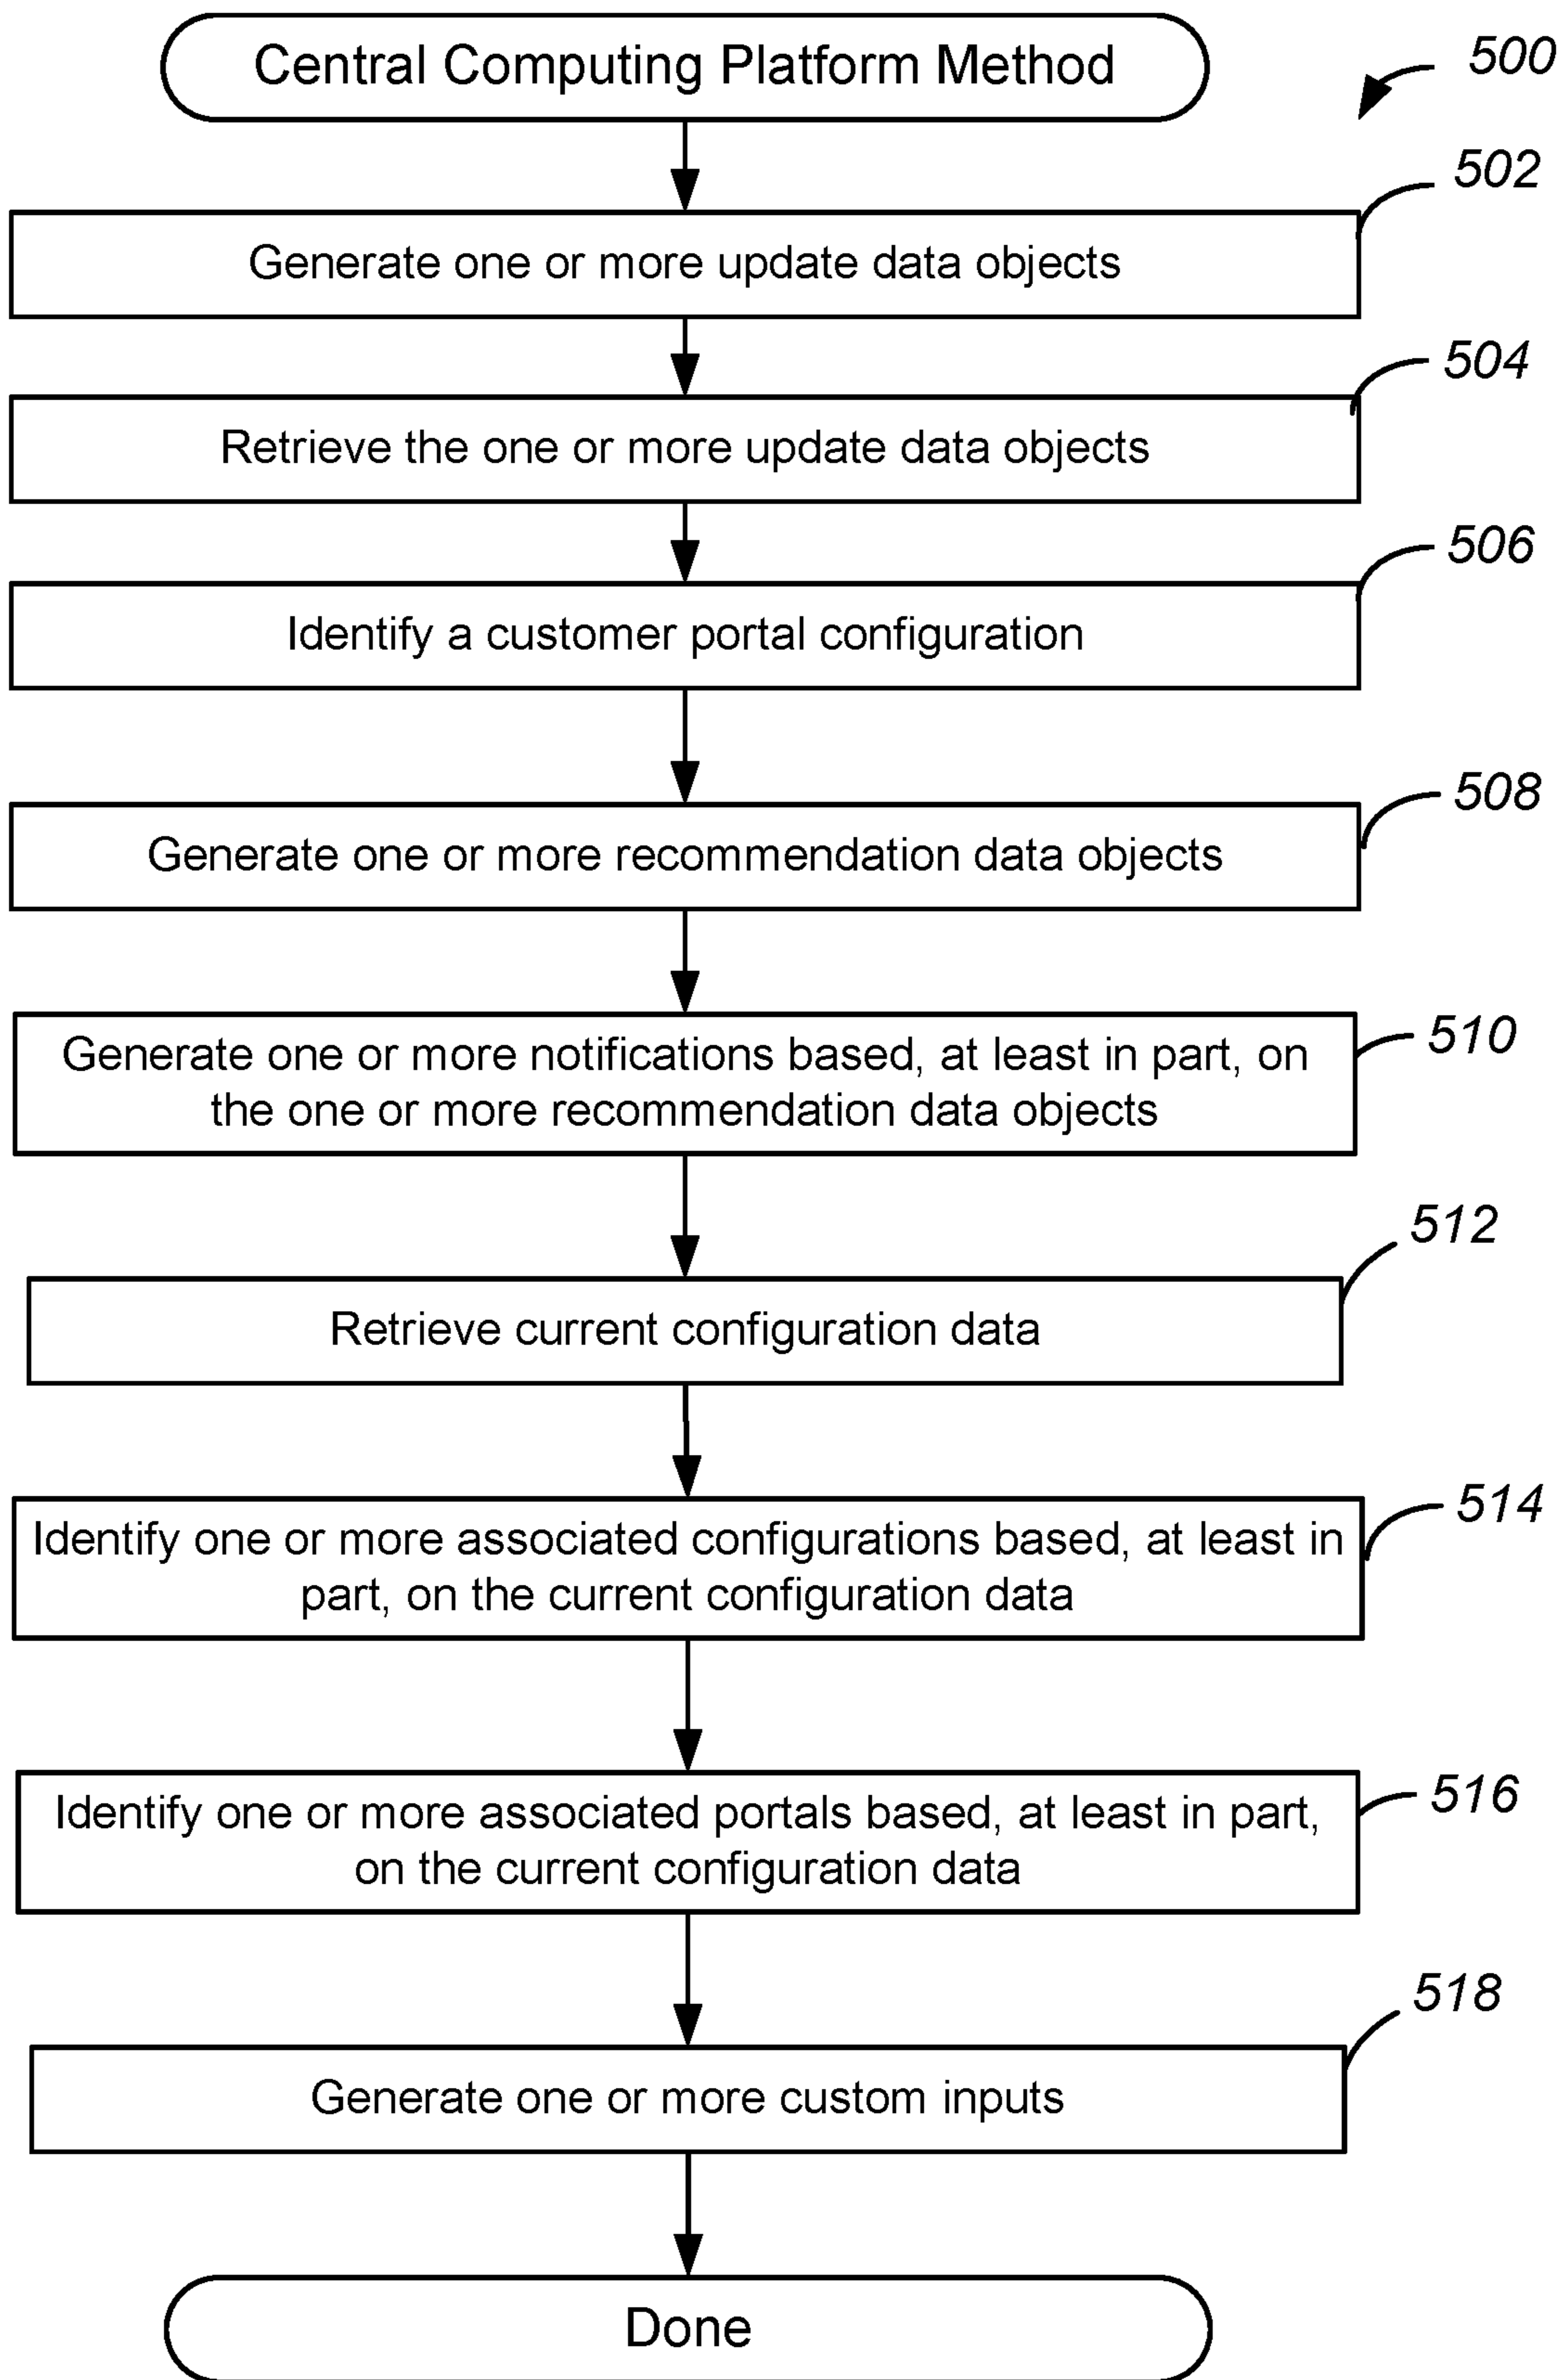 Central Computing Platform Method
500
502
Generate one or more update data objects
504
Retrieve the one or more update data objects
506
Identify a customer portal configuration
508
Generate one or more recommendation data objects
510
Generate one or more notifications based, at least in part, on
the one or more recommendation data objects
512
Retrieve current configuration data
514
Identify one or more associated configurations based, at least in
part, on the current configuration data
516
Identify one or more associated portals based, at least in part,
on the current configuration data
518
Generate one or more custom inputs
Done